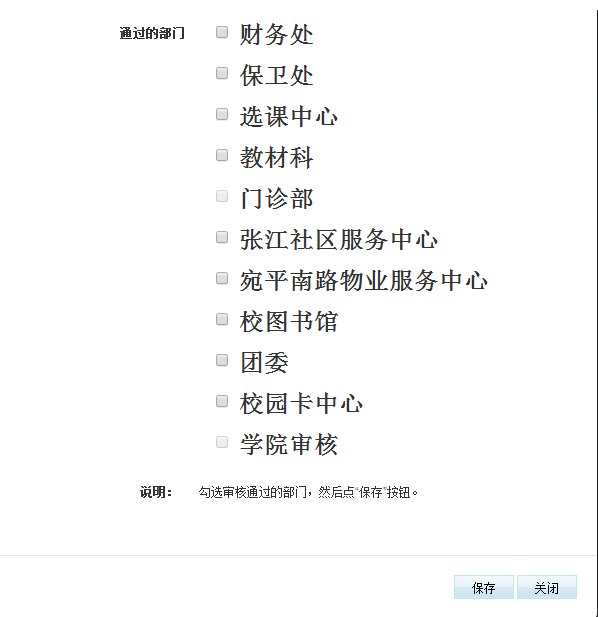 通过的部门 财务处
保卫处
选课中心
教材科
门诊部
张江社区服务中心
宛平南路物业服务中心
校图书馆
团委
校园卡中心
学院审核
说明： 勾选审核通过的部门，然后点“保存”按钮。
保存 关闭